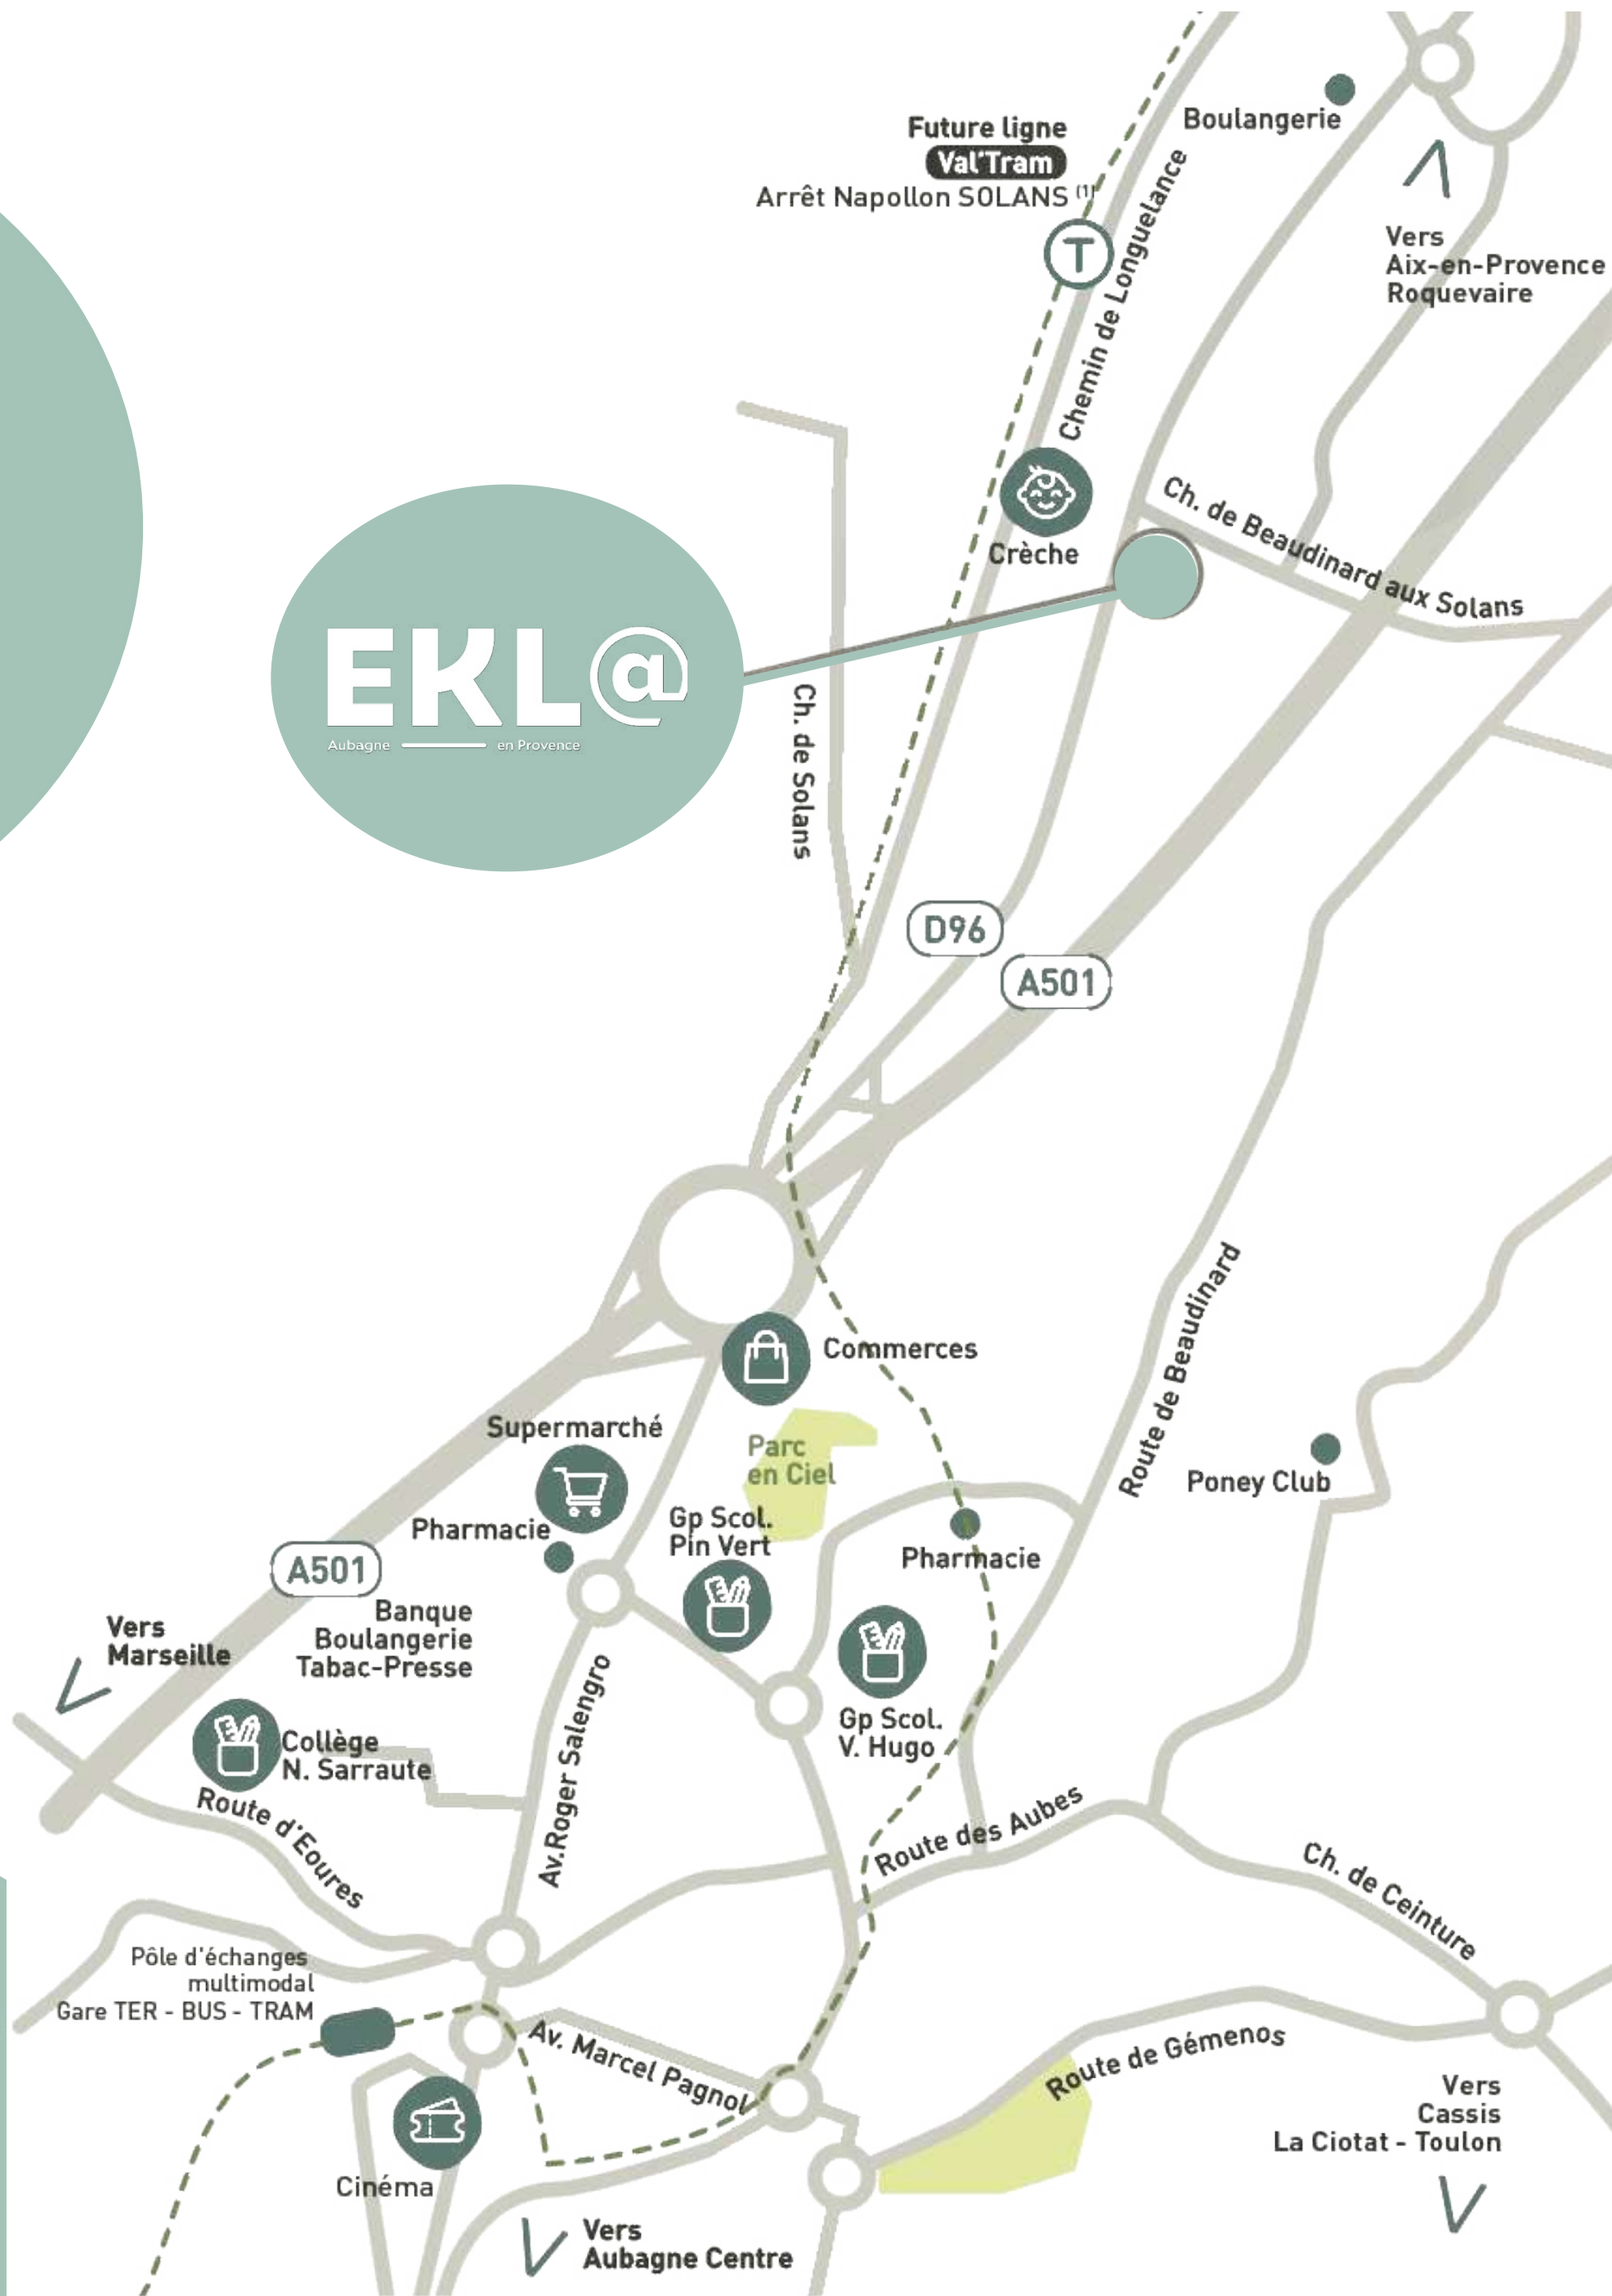 Boulangerie
Future ligne
Val'Tram
Arrêt Napollon SOLANS (1)
T
Chemin de Longuelance
Vers
Aix-en-Provence
Roquevaire
Crèche
Ch. de Beaudinard aux Solans
EKL@
Aubagne en Provence
Ch. de Solans
D96
A501
Commerces
Route de Beaudinard
Supermarché
Parc
en Ciel
Poney Club
Gp Scol.
Pin Vert
Pharmacie
Pharmacie
A501
Banque
Boulangerie
Tabac-Presse
Vers
Marseille
Av.Roger Salengro
Gp Scol.
V. Hugo
Collège
N. Sarraute
Route d'Eoures
Route des Aubes
Ch. de Ceinture
Pôle d'échanges
multimodal
Gare TER - BUS - TRAM
Av. Marcel Pagnol
Route de Gémenos
Vers
Cassis
La Ciotat - Toulon
Cinéma
Vers
Aubagne Centre